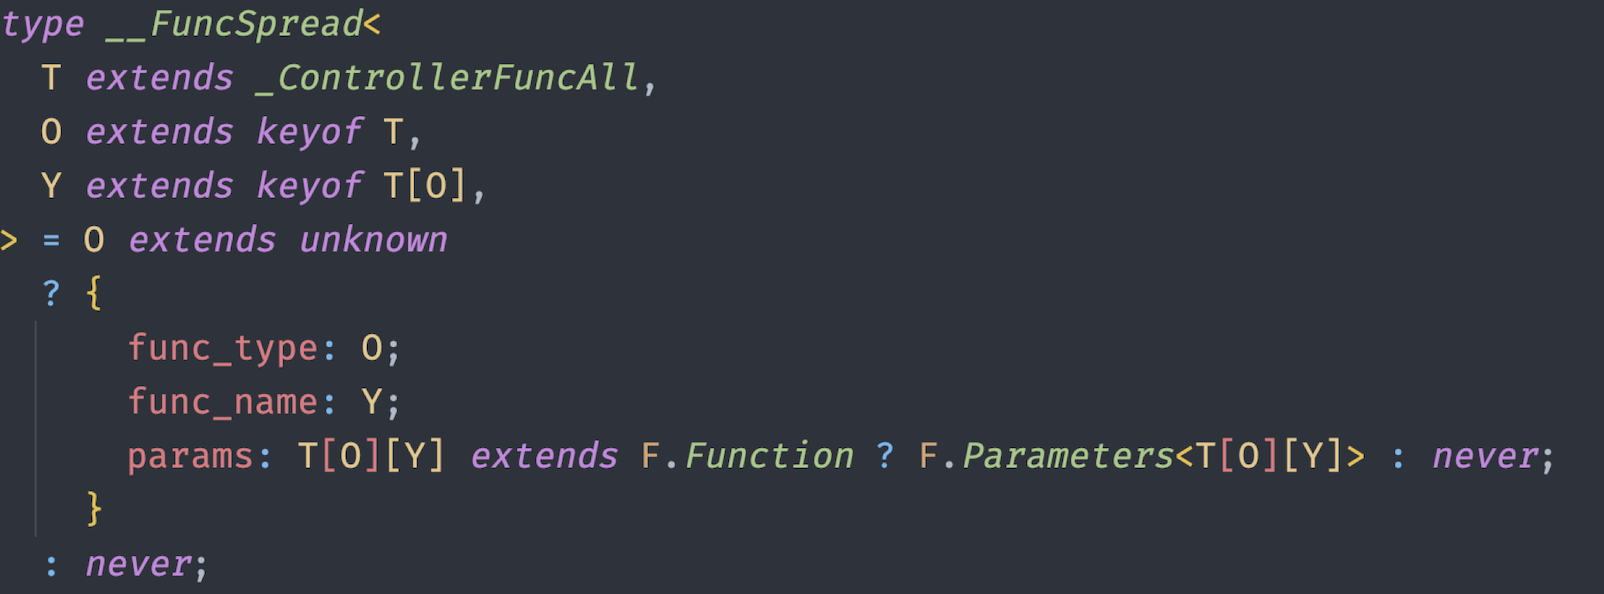 type __FuncSpread<
T extends _ControllerFuncAll,
O extends keyof T,
Y extends keyof T[O],
> = O extends unknown
? {
func_type: O;
func_name: Y;
params: T[O][Y] extends F.Function ? F.Parameters<T[O][Y]> : never;
}
: never;